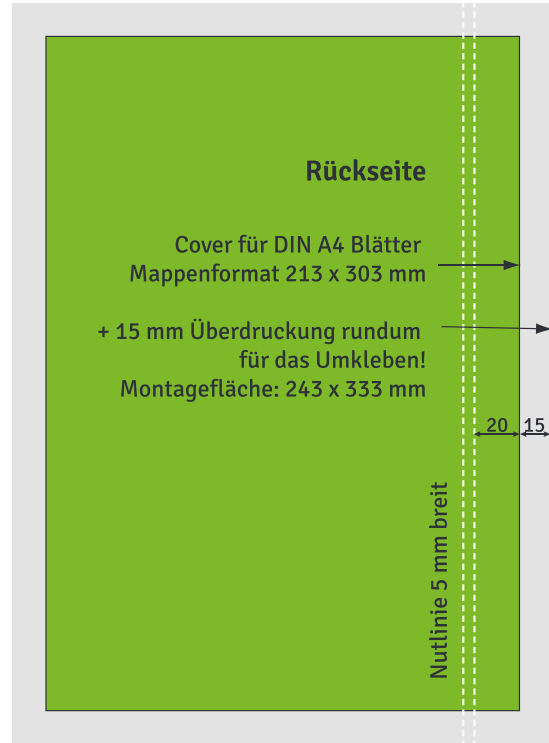 Rückseite
Cover für DIN A4 Blätter
Mappenformat 213 x 303 mm
+ 15 mm Überdruckung rundum
für das Umkleben!
Montagefläche: 243 x 333 mm
20
15
Nutlinie 5 mm breit